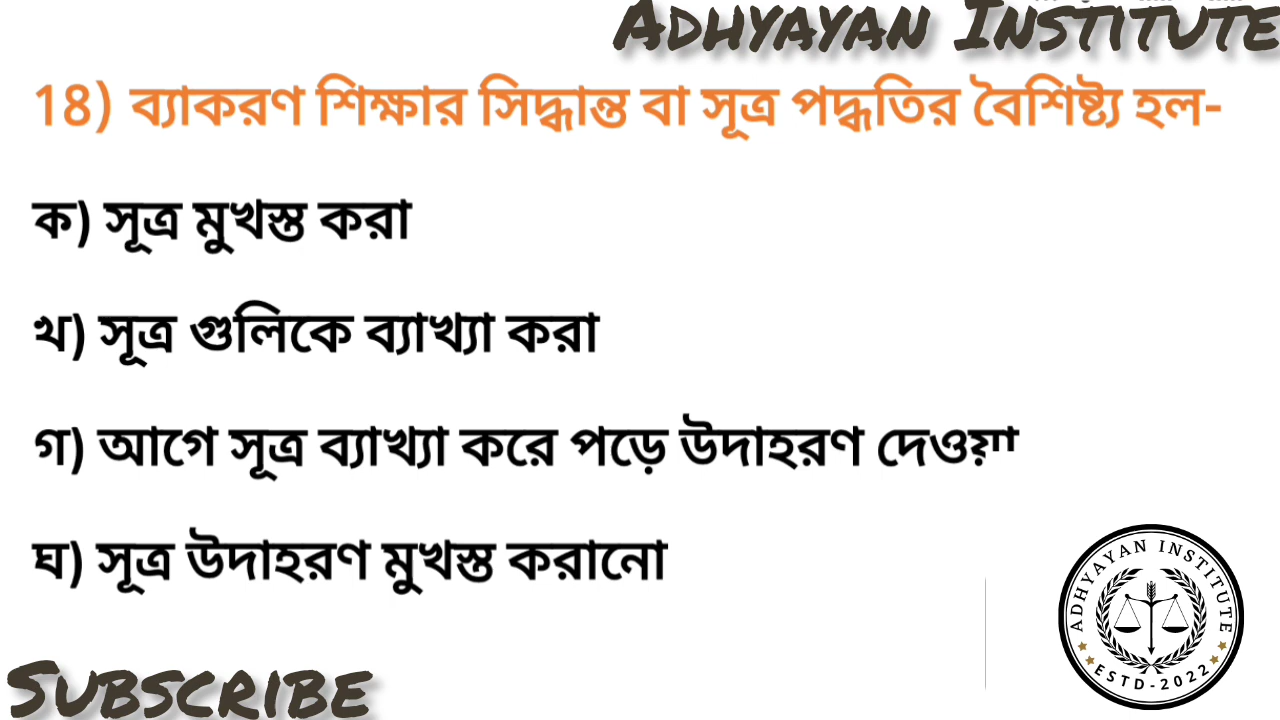 ADHYAYAN INSTITUTE
18) ব্যাকরণ শিক্ষার সিদ্ধান্ত বা সূত্র পদ্ধতির বৈশিষ্ট্য হল-
ক) সূত্র মুখস্ত করা
খ) সূত্র গুলিকে ব্যাখ্যা করা
গ) আগে সূত্র ব্যাখ্যা করে পড়ে উদাহরণ দেওয়া
ঘ) সূত্র উদাহরণ মুখস্ত করানো
ADHYAYAN INSTITUTE
ESTD-2022
SUBSCRIBE